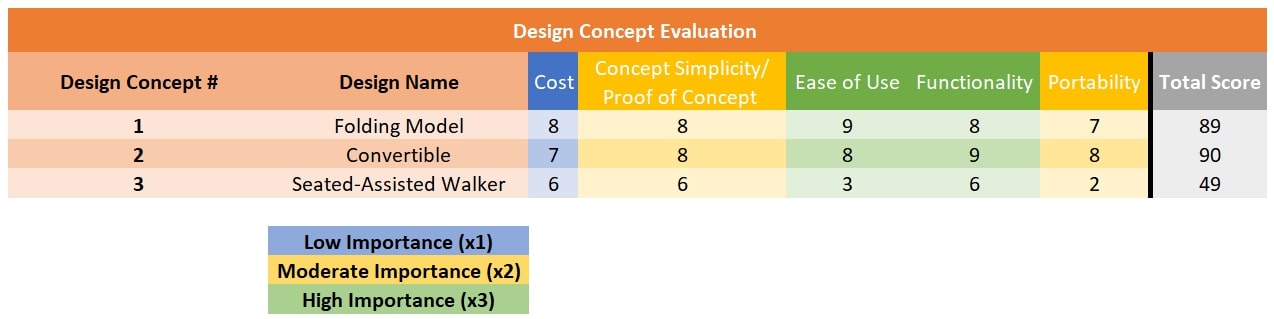 Design Concept Evaluation
Design Concept # Design Name Cost Concept Simplicity/ Proof of Concept Ease of Use Functionality Portability Total Score
1 Folding Model 8 8 9 8 7 89
2 Convertible 7 8 8 9 8 90
3 Seated-Assisted Walker 6 6 3 6 2 49
Low Importance (x1)
Moderate Importance (x2)
High Importance (x3)